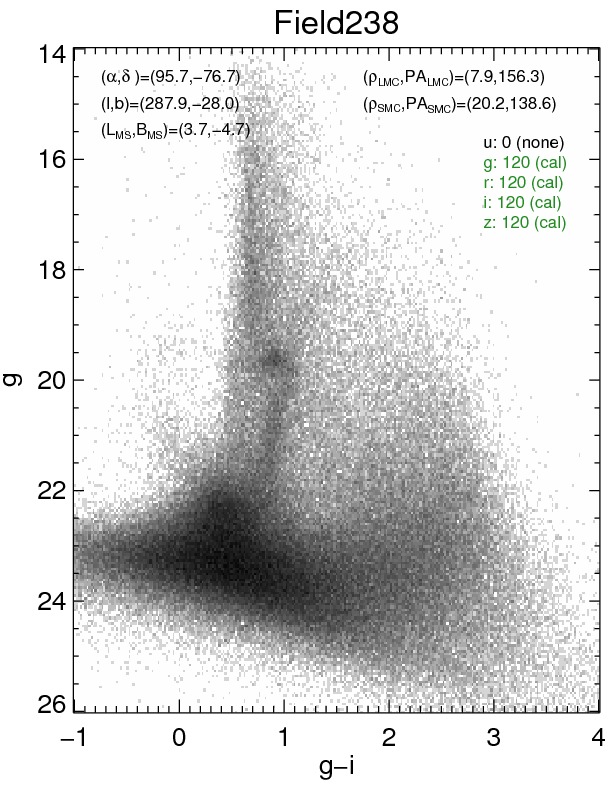 Field238
(α,δ )=(95.7,−76.7)
(l,b)=(287.9,−28.0)
(LMS,BMS)=(3.7,−4.7)
(ρLMC,PALMC)=(7.9,156.3)
(ρSMC,PASMC)=(20.2,138.6)
u: 0 (none)
g: 120 (cal)
r: 120 (cal)
i: 120 (cal)
z: 120 (cal)
14
16
18
20
22
24
26
g
−1 0 1 2 3 4
g−i